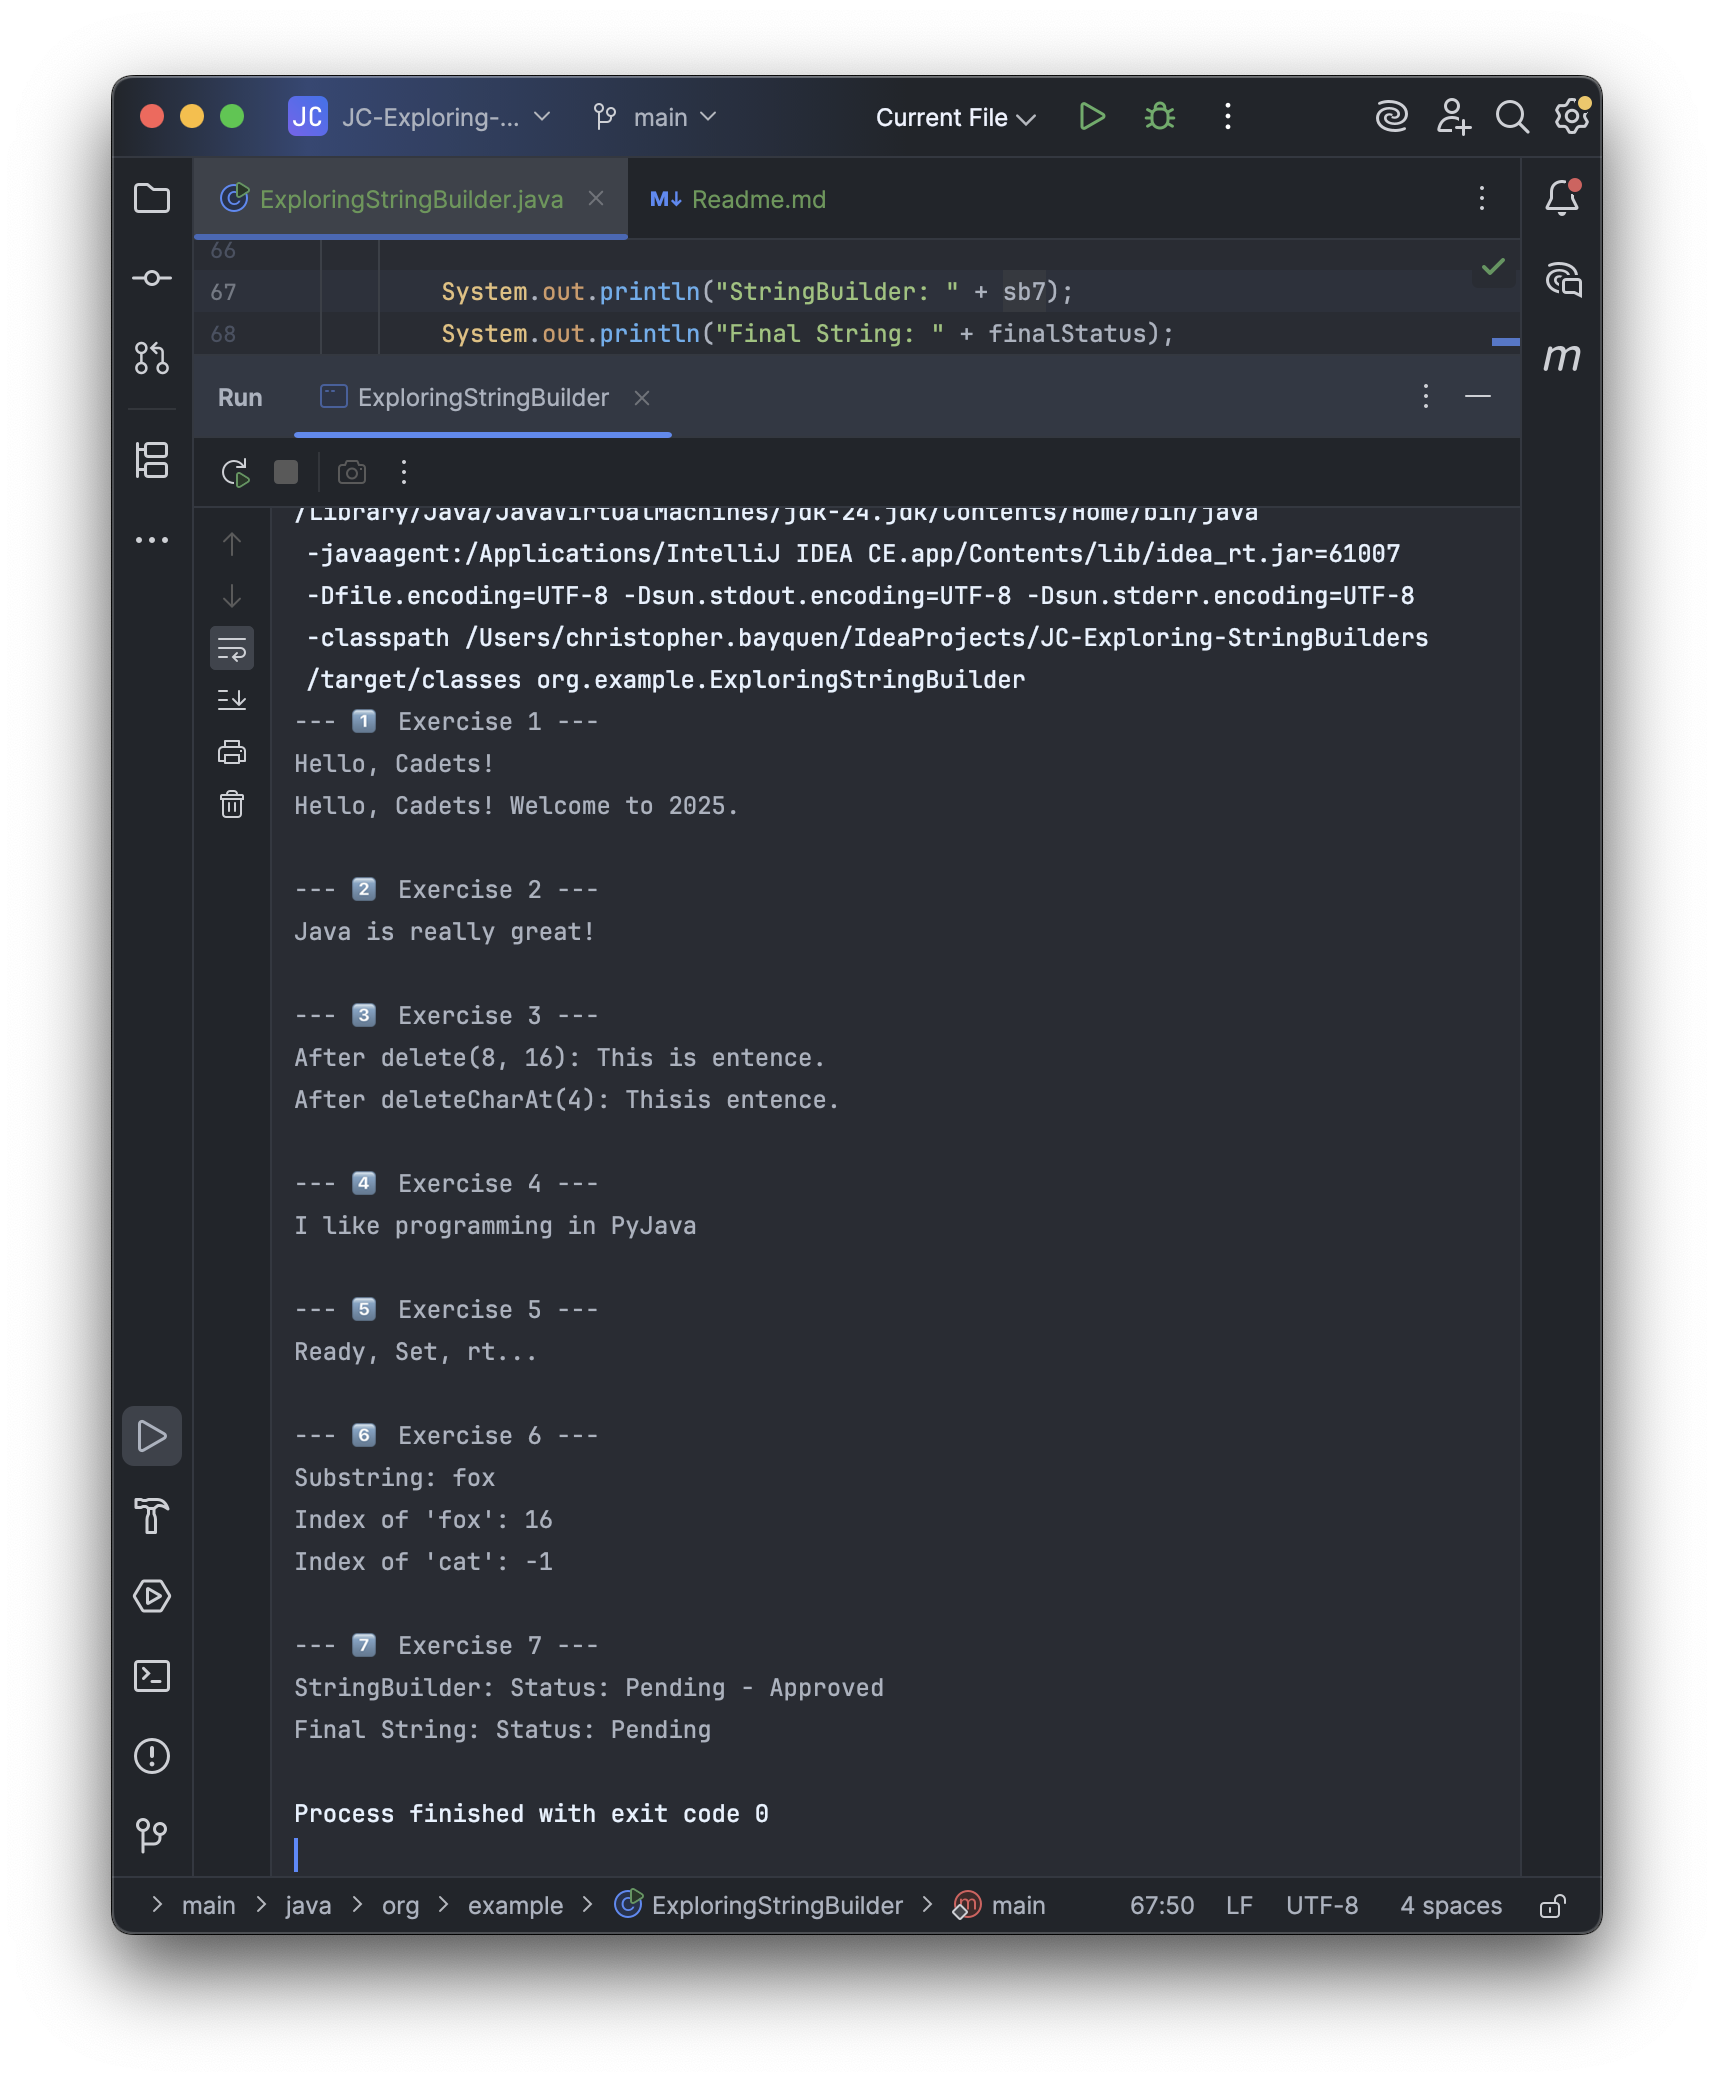 JC JC-Exploring-... main Current File
ExploringStringBuilder.java M↓ Readme.md
66
67 System.out.println("StringBuilder: " + sb7);
68 System.out.println("Final String: " + finalStatus);
Run ExploringStringBuilder
/Library/Java/JavaVirtualMachines/jdk-24.jdk/Contents/Home/bin/java
-javaagent:/Applications/IntelliJ IDEA CE.app/Contents/lib/idea_rt.jar=61007
-Dfile.encoding=UTF-8 -Dsun.stdout.encoding=UTF-8 -Dsun.stderr.encoding=UTF-8
-classpath /Users/christopher.bayquen/IdeaProjects/JC-Exploring-StringBuilders
/target/classes org.example.ExploringStringBuilder
--- 1️⃣ Exercise 1 ---
Hello, Cadets!
Hello, Cadets! Welcome to 2025.
--- 2️⃣ Exercise 2 ---
Java is really great!
--- 3️⃣ Exercise 3 ---
After delete(8, 16): This is entence.
After deleteCharAt(4): Thisis entence.
--- 4️⃣ Exercise 4 ---
I like programming in PyJava
--- 5️⃣ Exercise 5 ---
Ready, Set, rt...
--- 6️⃣ Exercise 6 ---
Substring: fox
Index of 'fox': 16
Index of 'cat': -1
--- 7️⃣ Exercise 7 ---
StringBuilder: Status: Pending - Approved
Final String: Status: Pending
Process finished with exit code 0
> main > java > org > example > ExploringStringBuilder > main 67:50 LF UTF-8 4 spaces